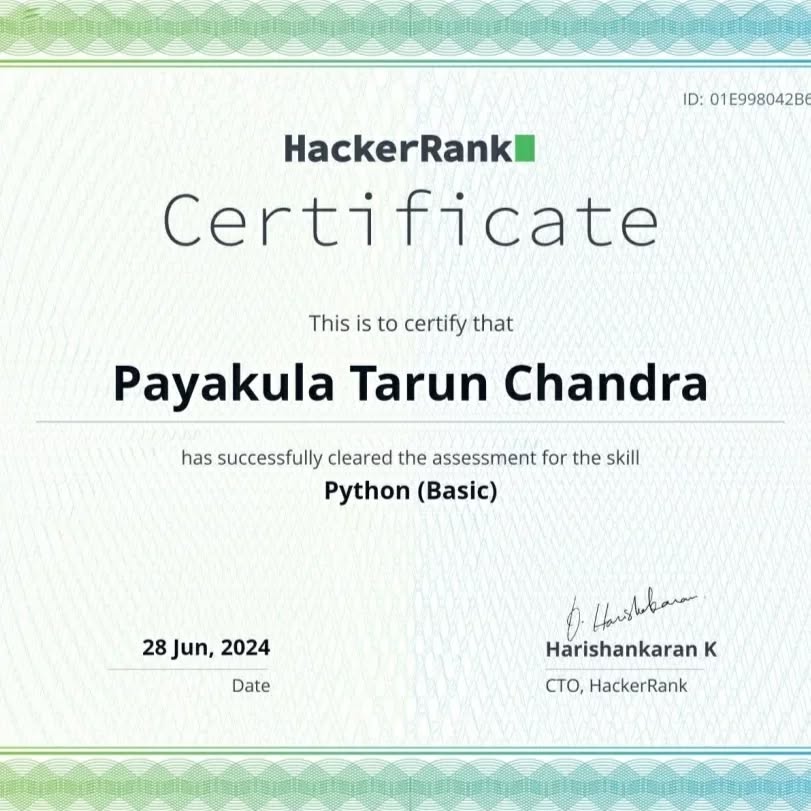 ID: 01E998042B6
HackerRank
Certificate
This is to certify that
Payakula Tarun Chandra
has successfully cleared the assessment for the skill
Python (Basic)
28 Jun, 2024
Harishankaran K
Date
CTO, HackerRank